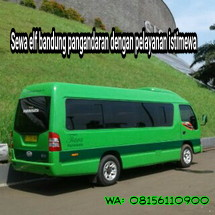 Sewa elf bandung pangandaran dengan pelayanan istimewa
WA: 08156110900